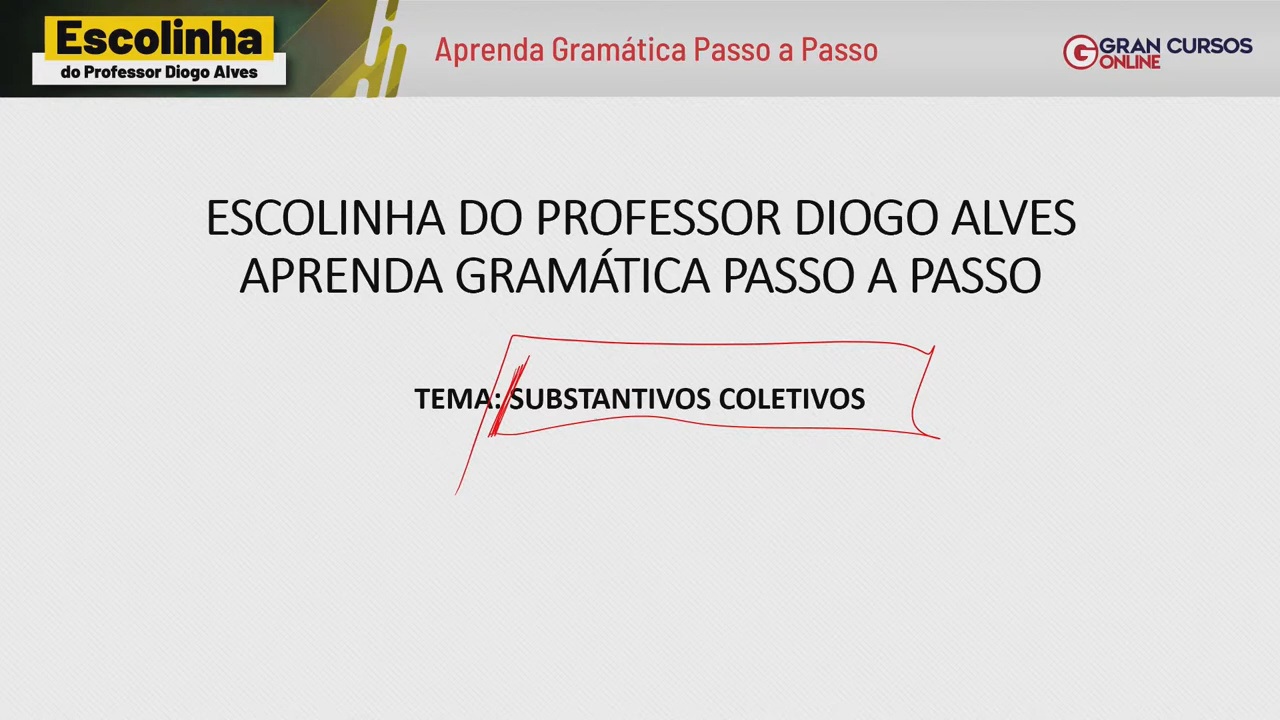 Escolinha
do Professor Diogo Alves
Aprenda Gramática Passo a Passo
GRAN CURSOS
ONLINE
ESCOLINHA DO PROFESSOR DIOGO ALVES
APRENDA GRAMÁTICA PASSO A PASSO
TEMA: SUBSTANTIVOS COLETIVOS